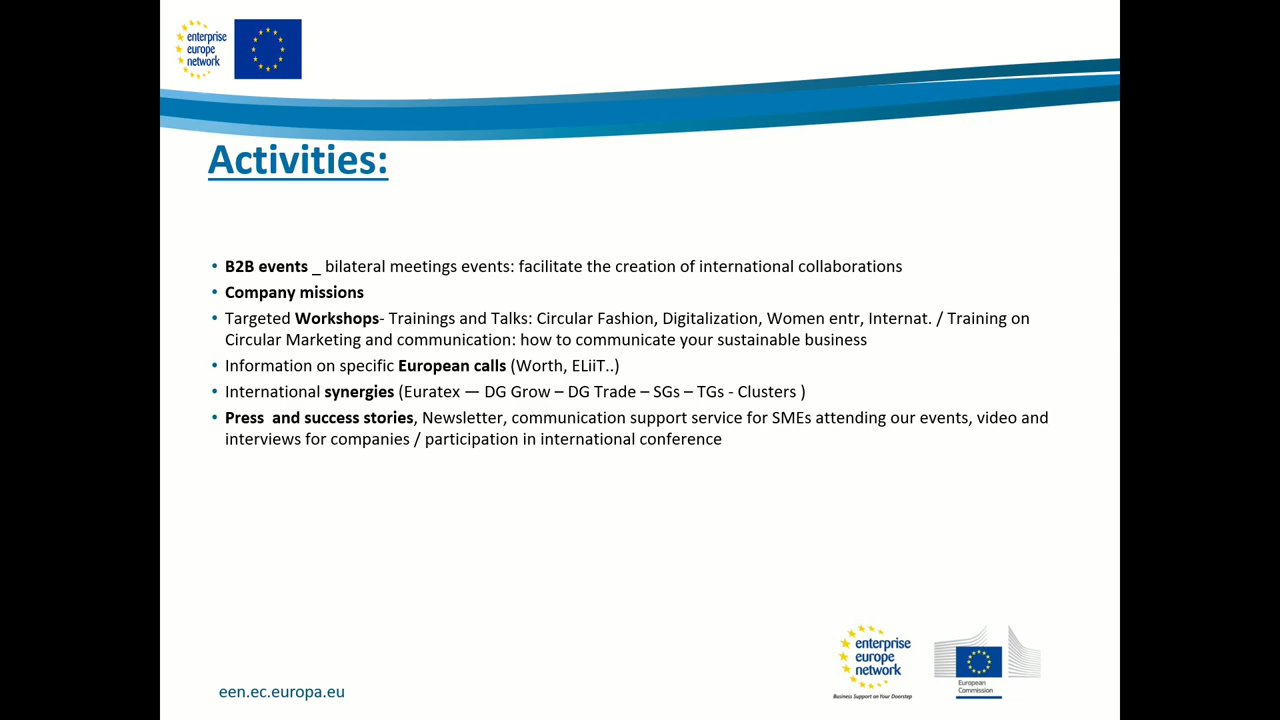 enterprise
europe
network
Activities:
• B2B events _ bilateral meetings events: facilitate the creation of international collaborations
• Company missions
• Targeted Workshops- Trainings and Talks: Circular Fashion, Digitalization, Women entr, Internat. / Training on
Circular Marketing and communication: how to communicate your sustainable business
• Information on specific European calls (Worth, ELiiT..)
• International synergies (Euratex — DG Grow – DG Trade – SGs – TGs - Clusters )
• Press  and success stories, Newsletter, communication support service for SMEs attending our events, video and
interviews for companies / participation in international conference
enterprise
europe
network
Business Support on Your Doorstep
European
Commission
een.ec.europa.eu